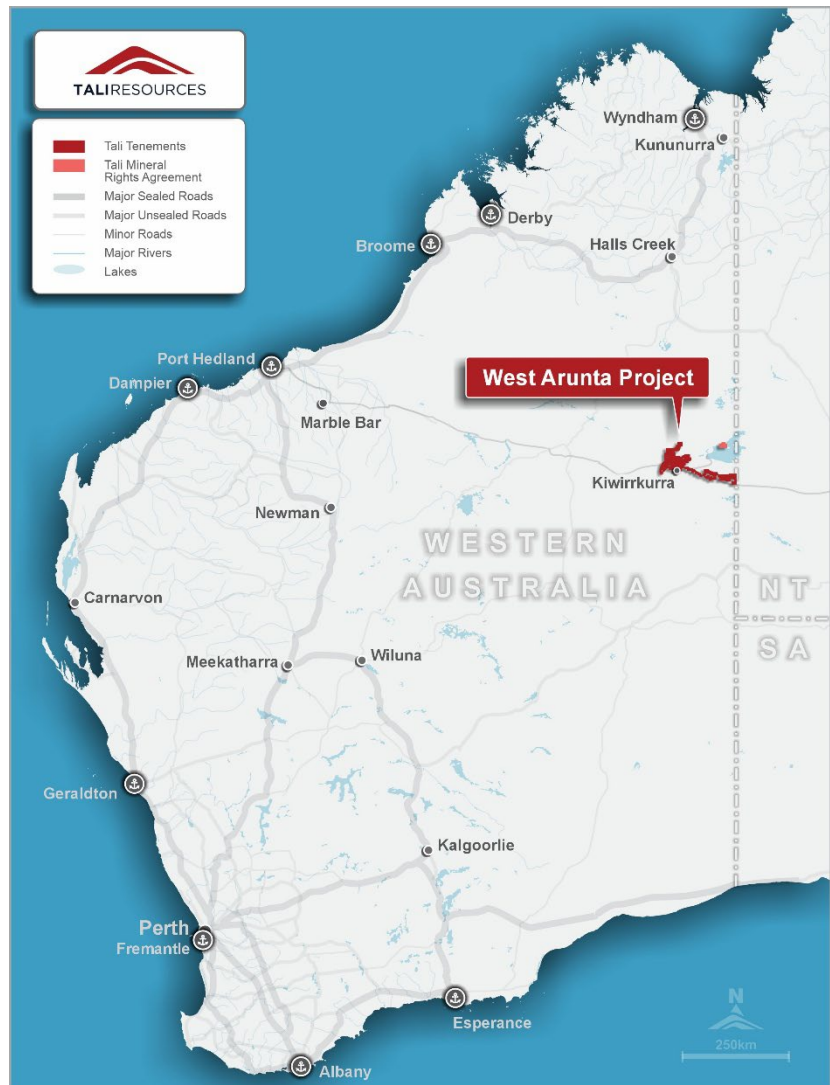 TALIRESOURCES
Tali Tenements
Tali Mineral
Rights Agreement
Major Sealed Roads
Major Unsealed Roads
Minor Roads
Major Rivers
Lakes
Wyndham
Kununurra
Derby
Broome
Halls Creek
Port Hedland
Dampier
West Arunta Project
Marble Bar
Kiwirrkurra
Newman
WESTERN
AUSTRALIA
NT
Carnarvon
SA
Meekatharra
Wiluna
Geraldton
Kalgoorlie
Perth
Fremantle
Esperance
N
250km
Albany